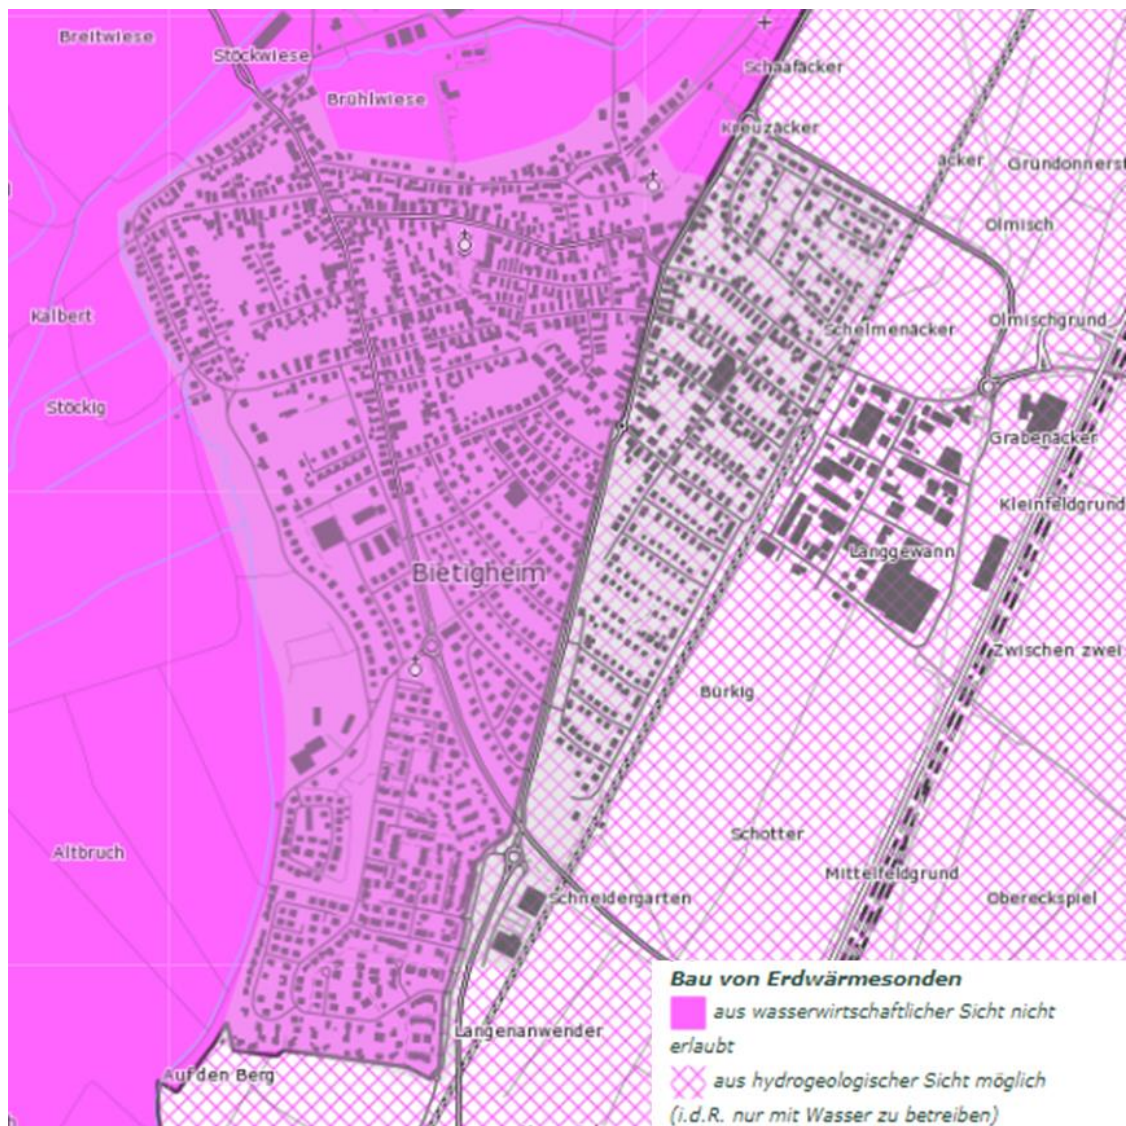 Breitwiese
Stöckwiese
Brühlwiese
Schaafäcker
Kreuzäcker
äcker
Gründonnerst
Olmisch
Kalbert
Schelmenäcker
Olmischgrund
Stöckig
Grabenäcker
Kleinfeldgrund
Langgewann
Bietigheim
Zwischen zwei
Bürkig
Schotter
Altbruch
Mittelfeldgrund
Schneidergarten
Obereckspiel
Langenanwender
Auf den Berg
Bau von Erdwärmesonden
aus wasserwirtschaftlicher Sicht nicht
erlaubt
aus hydrogeologischer Sicht möglich
(i.d.R. nur mit Wasser zu betreiben)